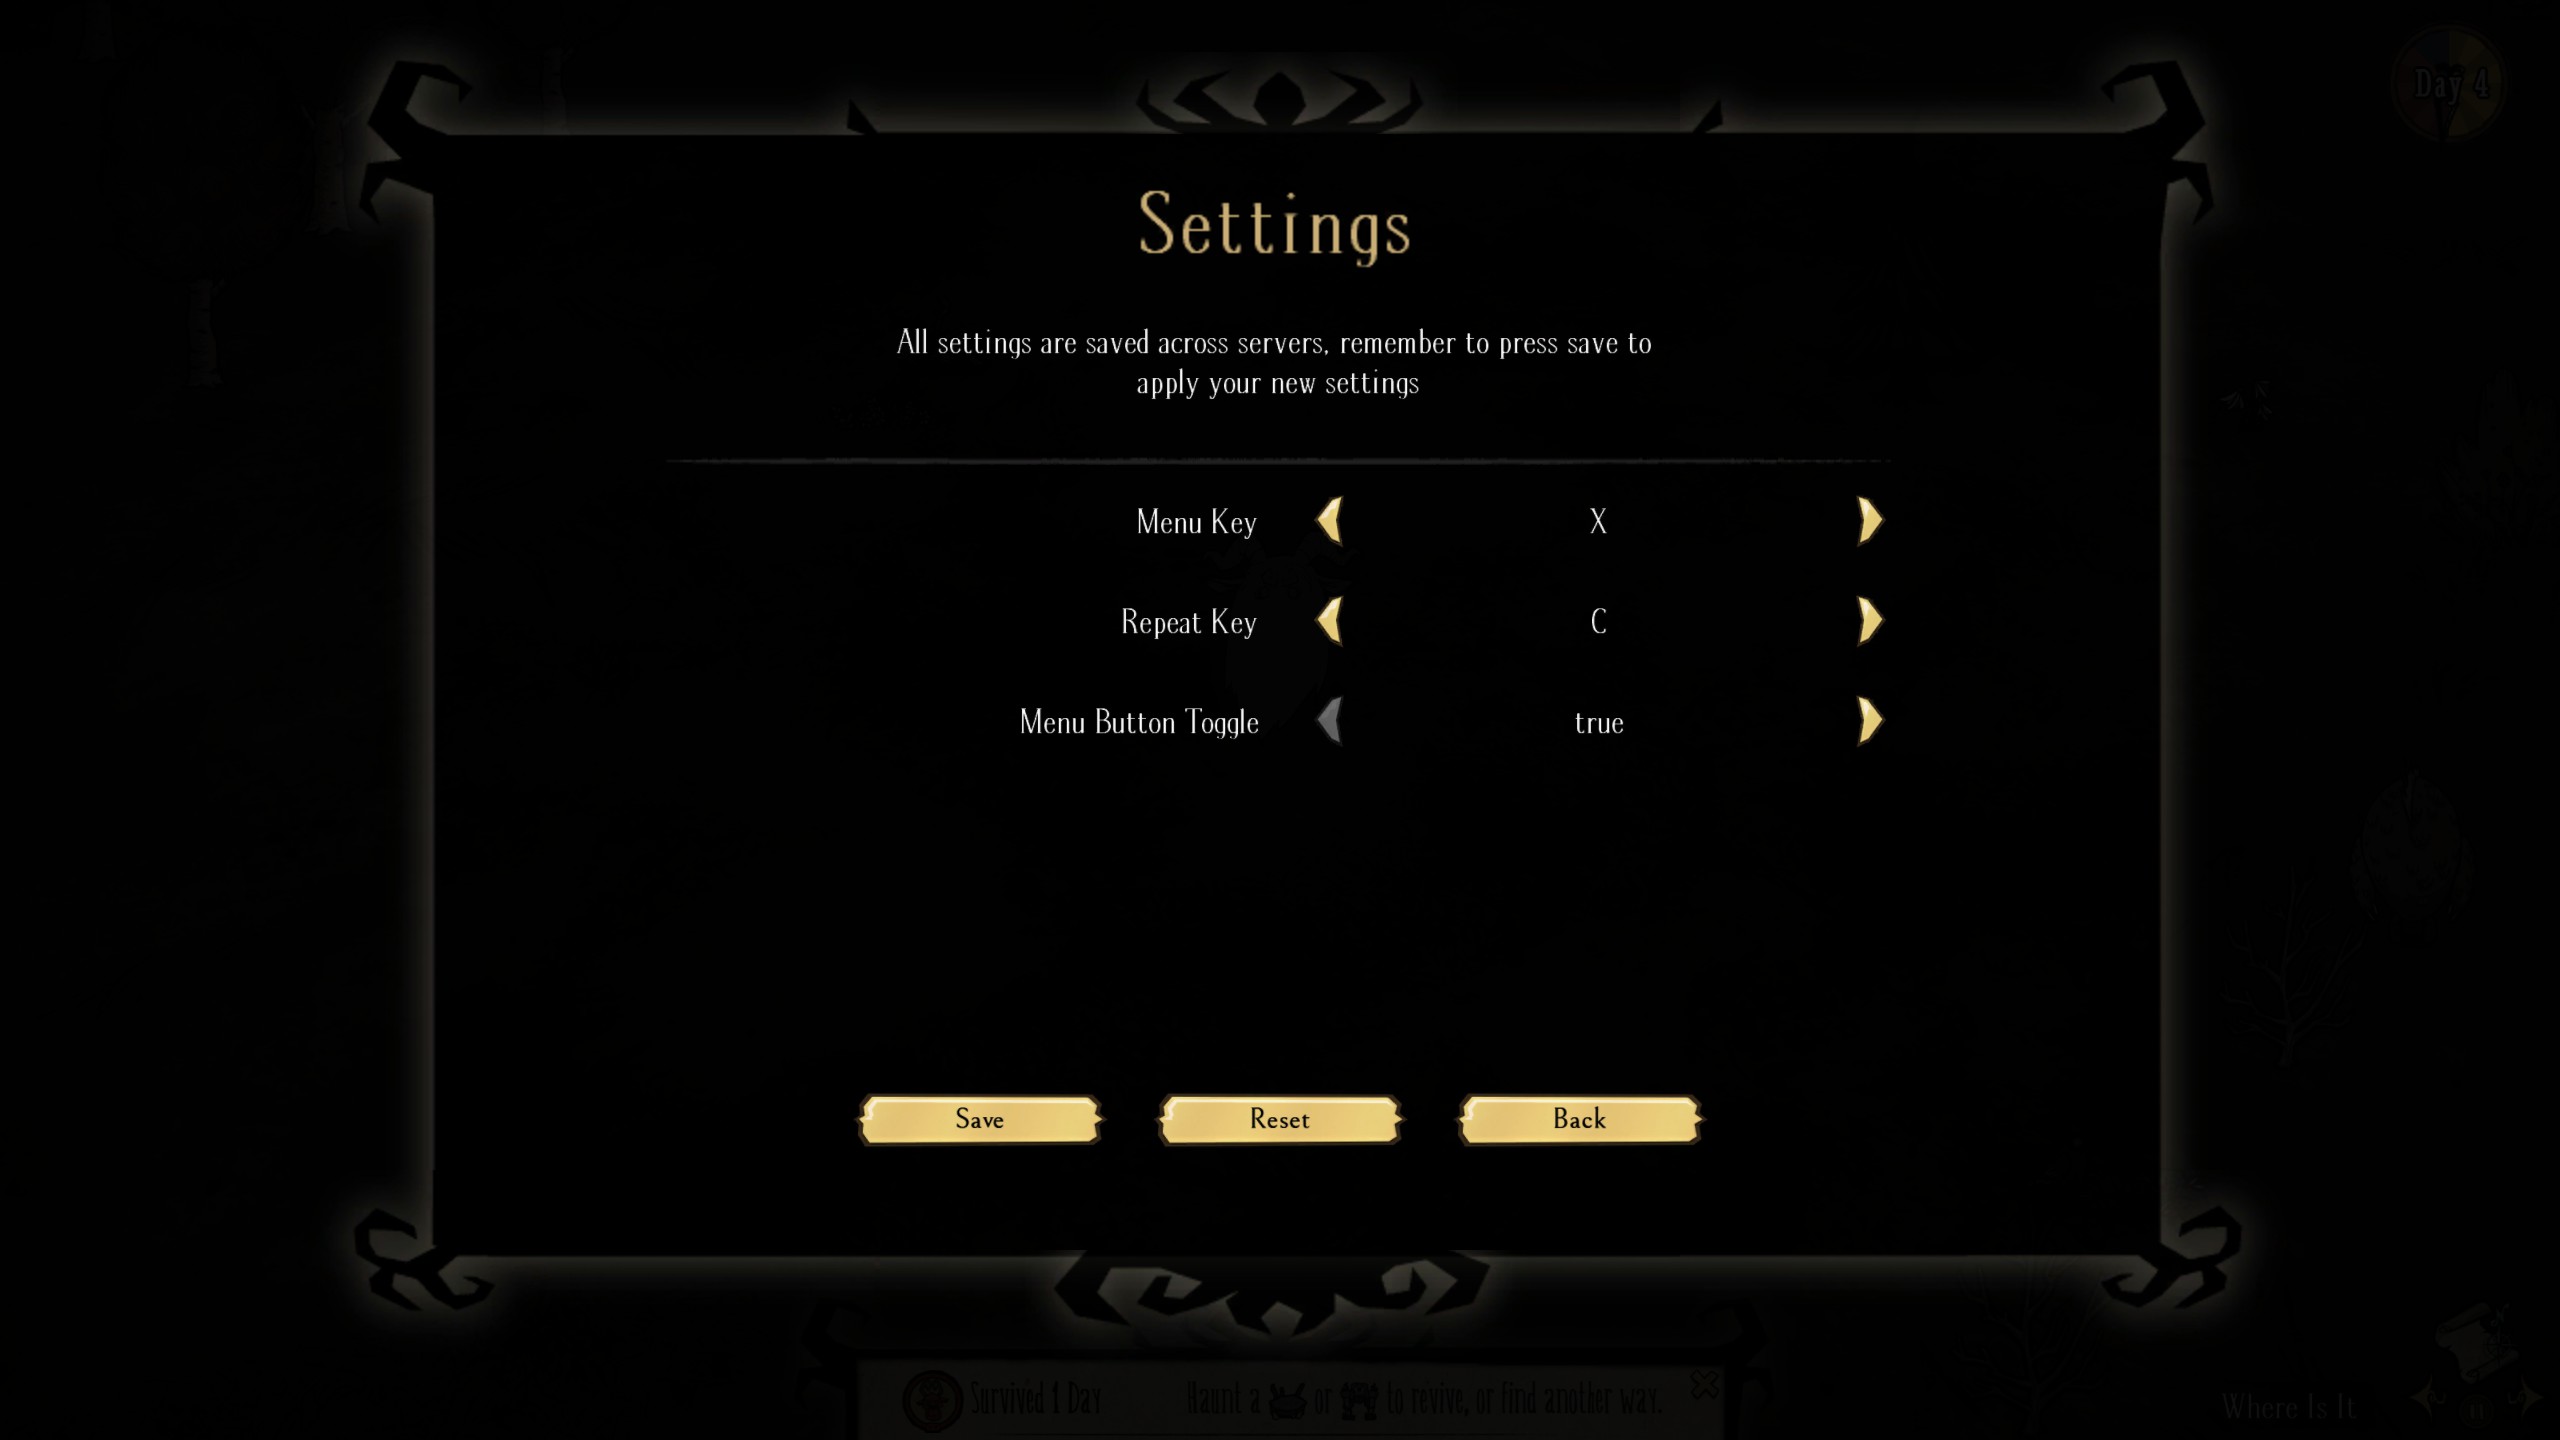 Day 4
Settings
All settings are saved across servers, remember to press save to
apply your new settings
Menu Key X
Repeat Key C
Menu Button Toggle true
Save Reset Back
Survived 1 Day Haunt a or to revive, or find another way.
Where Is It